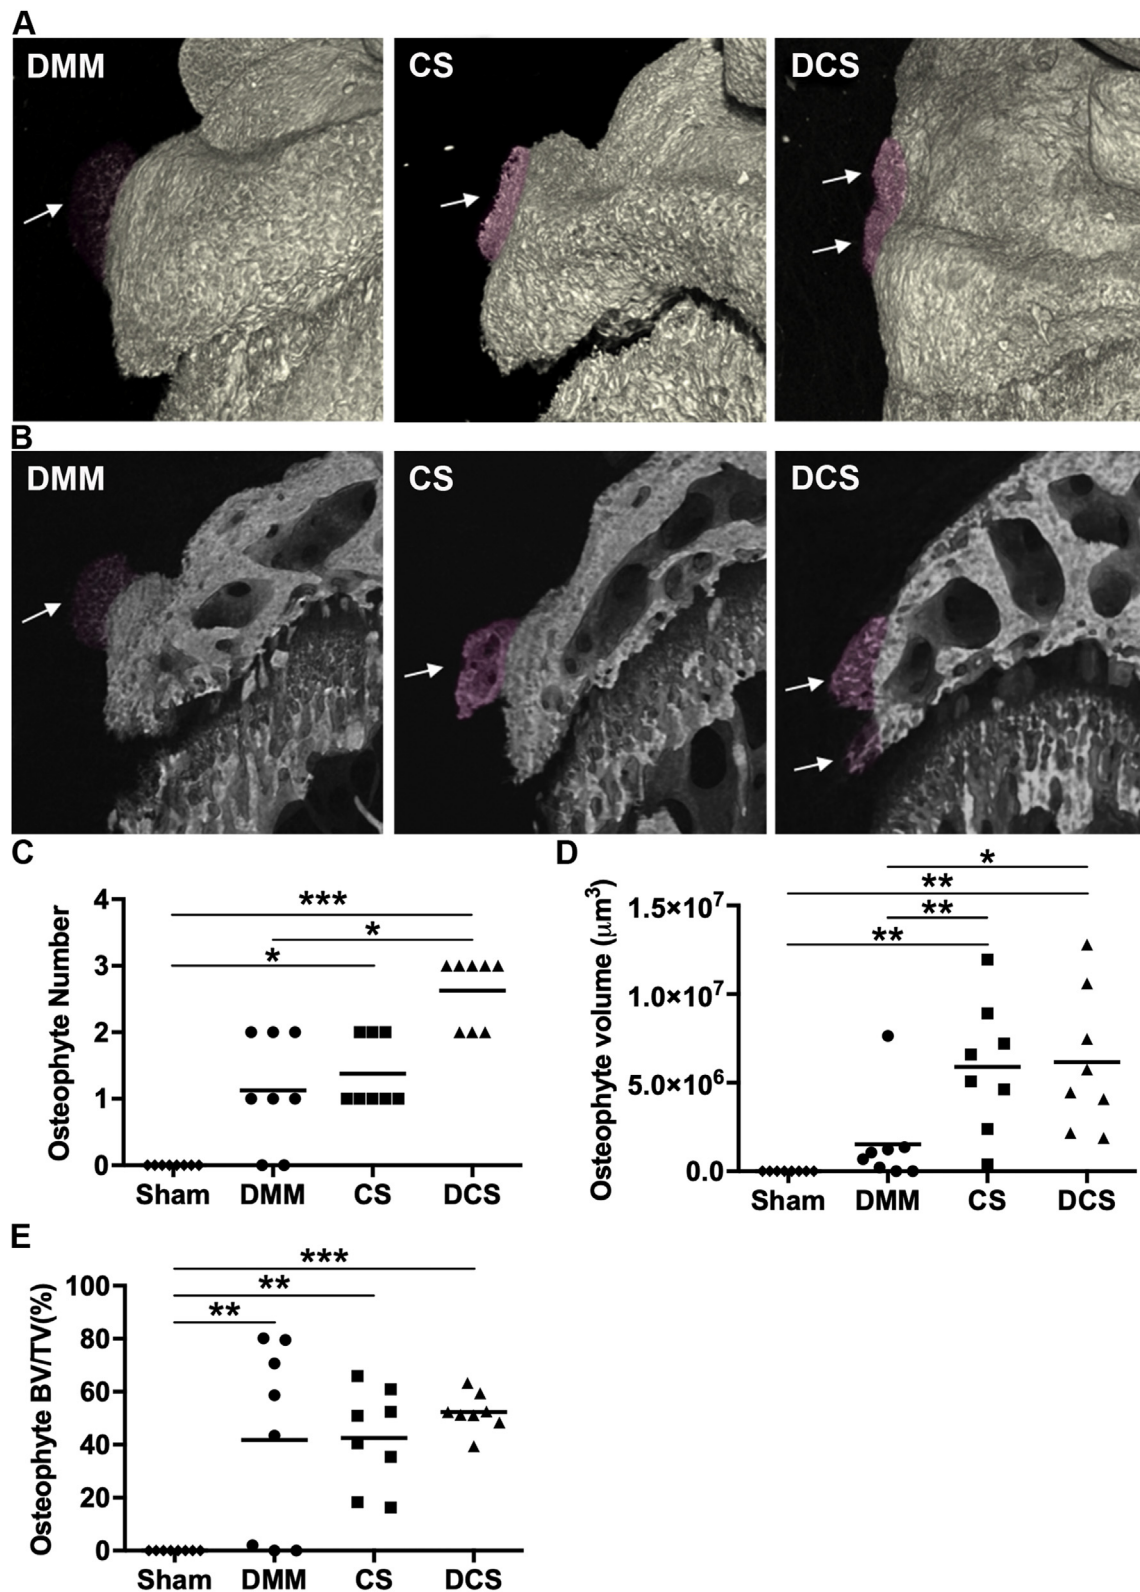 A
DMM CS DCS
B
DMM CS DCS
C
Osteophyte Number
4
3
2
1
0
***
*
*
Sham DMM CS DCS
D
Osteophyte volume (μm³)
1.5×10⁷
1.0×10⁷
5.0×10⁶
0.0
*
**
**
**
Sham DMM CS DCS
E
Osteophyte BV/TV(%)
100
80
60
40
20
0
***
**
**
Sham DMM CS DCS